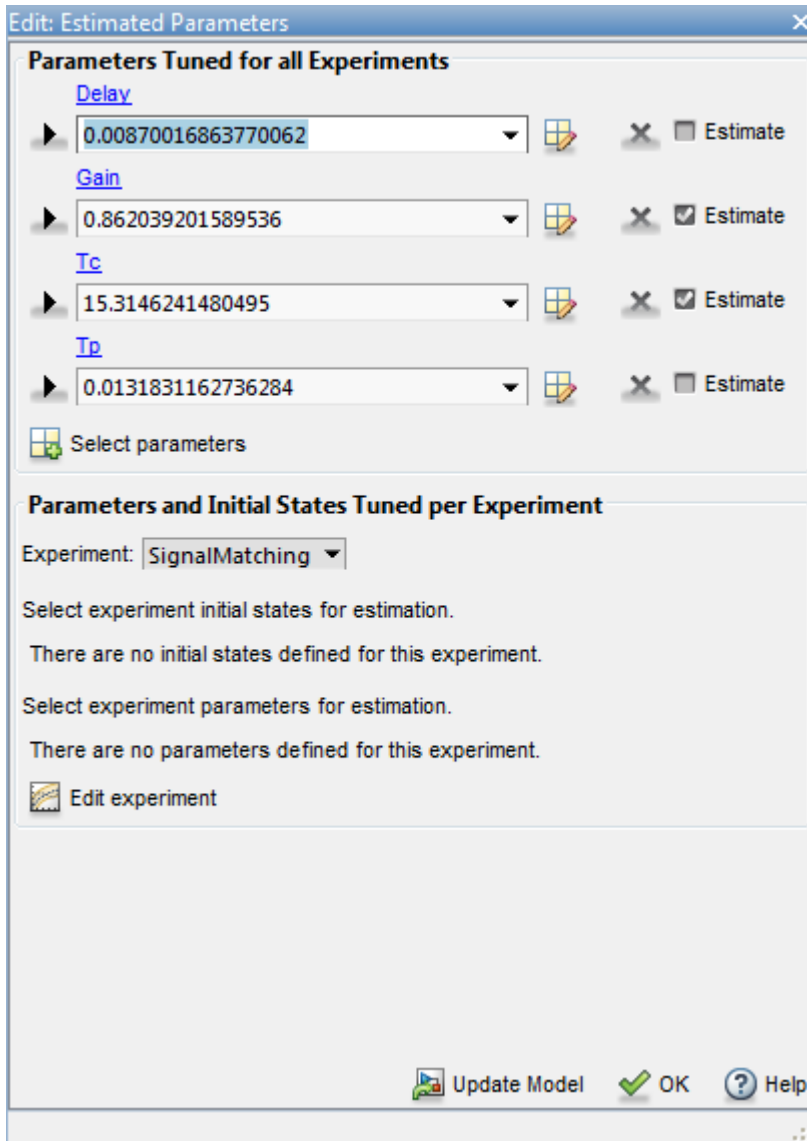 Edit: Estimated Parameters
Parameters Tuned for all Experiments
Delay
0.00870016863770062 Estimate
Gain
0.862039201589536 Estimate
Tc
15.3146241480495 Estimate
Tp
0.0131831162736284 Estimate
Select parameters
Parameters and Initial States Tuned per Experiment
Experiment: SignalMatching
Select experiment initial states for estimation.
There are no initial states defined for this experiment.
Select experiment parameters for estimation.
There are no parameters defined for this experiment.
Edit experiment
Update Model OK Help